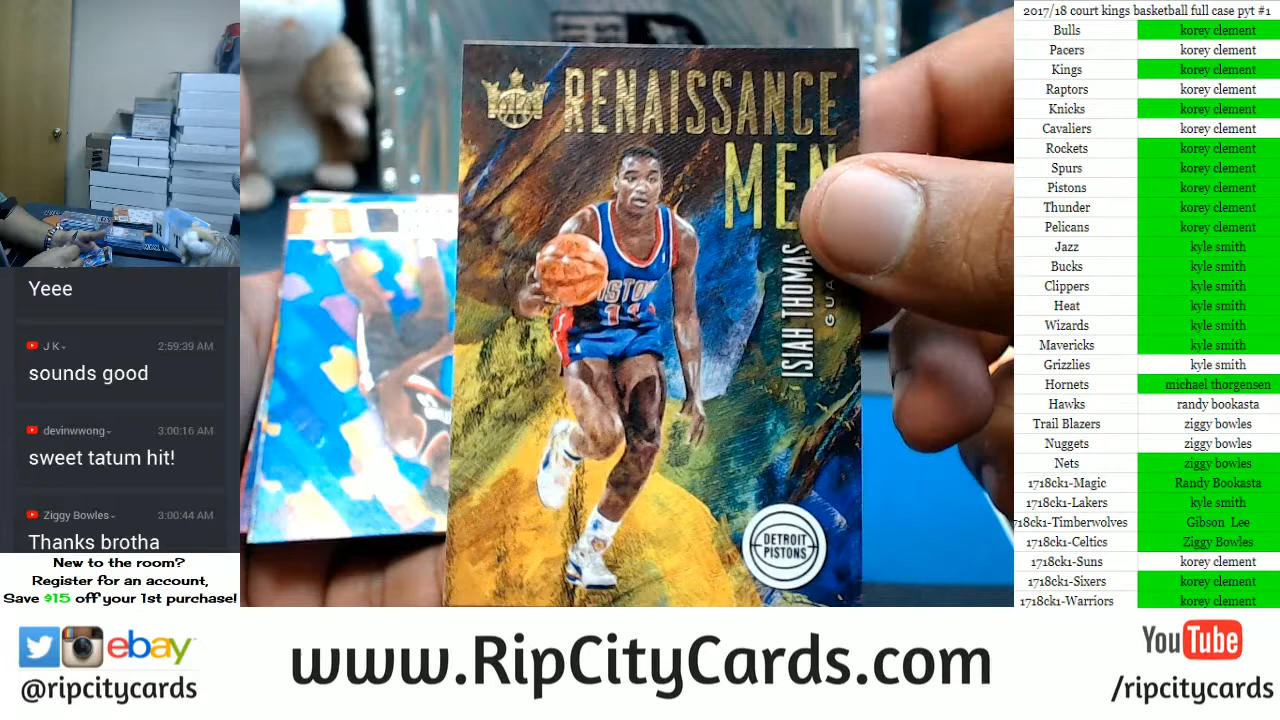 Yeee
J K
2:59:39 AM
sounds good
devinwwong
3:00:16 AM
sweet tatum hit!
Ziggy Bowles
3:00:44 AM
Thanks brotha
New to the room?
Register for an account,
Save $15 off your 1st purchase!
RENAISSANCE
MEN
ISIAH THOMAS
DETROIT
PISTONS
11
2017/18 court kings basketball full case pyt #1
Bulls korey clement
Pacers korey clement
Kings korey clement
Raptors korey clement
Knicks korey clement
Cavaliers korey clement
Rockets korey clement
Spurs korey clement
Pistons korey clement
Thunder korey clement
Pelicans korey clement
Jazz kyle smith
Bucks kyle smith
Clippers kyle smith
Heat kyle smith
Wizards kyle smith
Mavericks kyle smith
Grizzlies kyle smith
Hornets michael thorgensen
Hawks randy bookasta
Trail Blazers ziggy bowles
Nuggets ziggy bowles
Nets ziggy bowles
1718ck1-Magic Randy Bookasta
1718ck1-Lakers kyle smith
718ck1-Timberwolves Gibson Lee
1718ck1-Celtics Ziggy Bowles
1718ck1-Suns korey clement
1718ck1-Sixers korey clement
1718ck1-Warriors korey clement
ebay
@ripcitycards
www.RipCityCards.com
YouTube
/ripcitycards